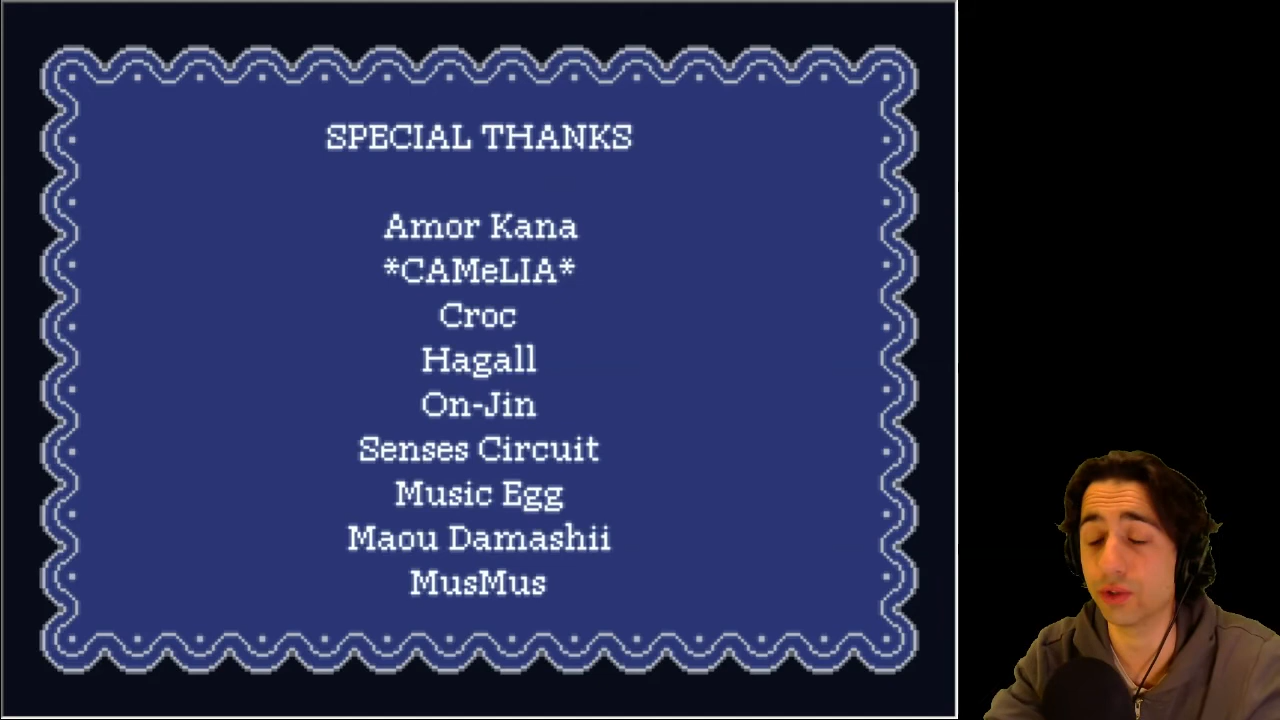 SPECIAL THANKS
Amor Kana
*CAMeLIA*
Croc
Hagall
On-Jin
Senses Circuit
Music Egg
Maou Damashii
MusMus